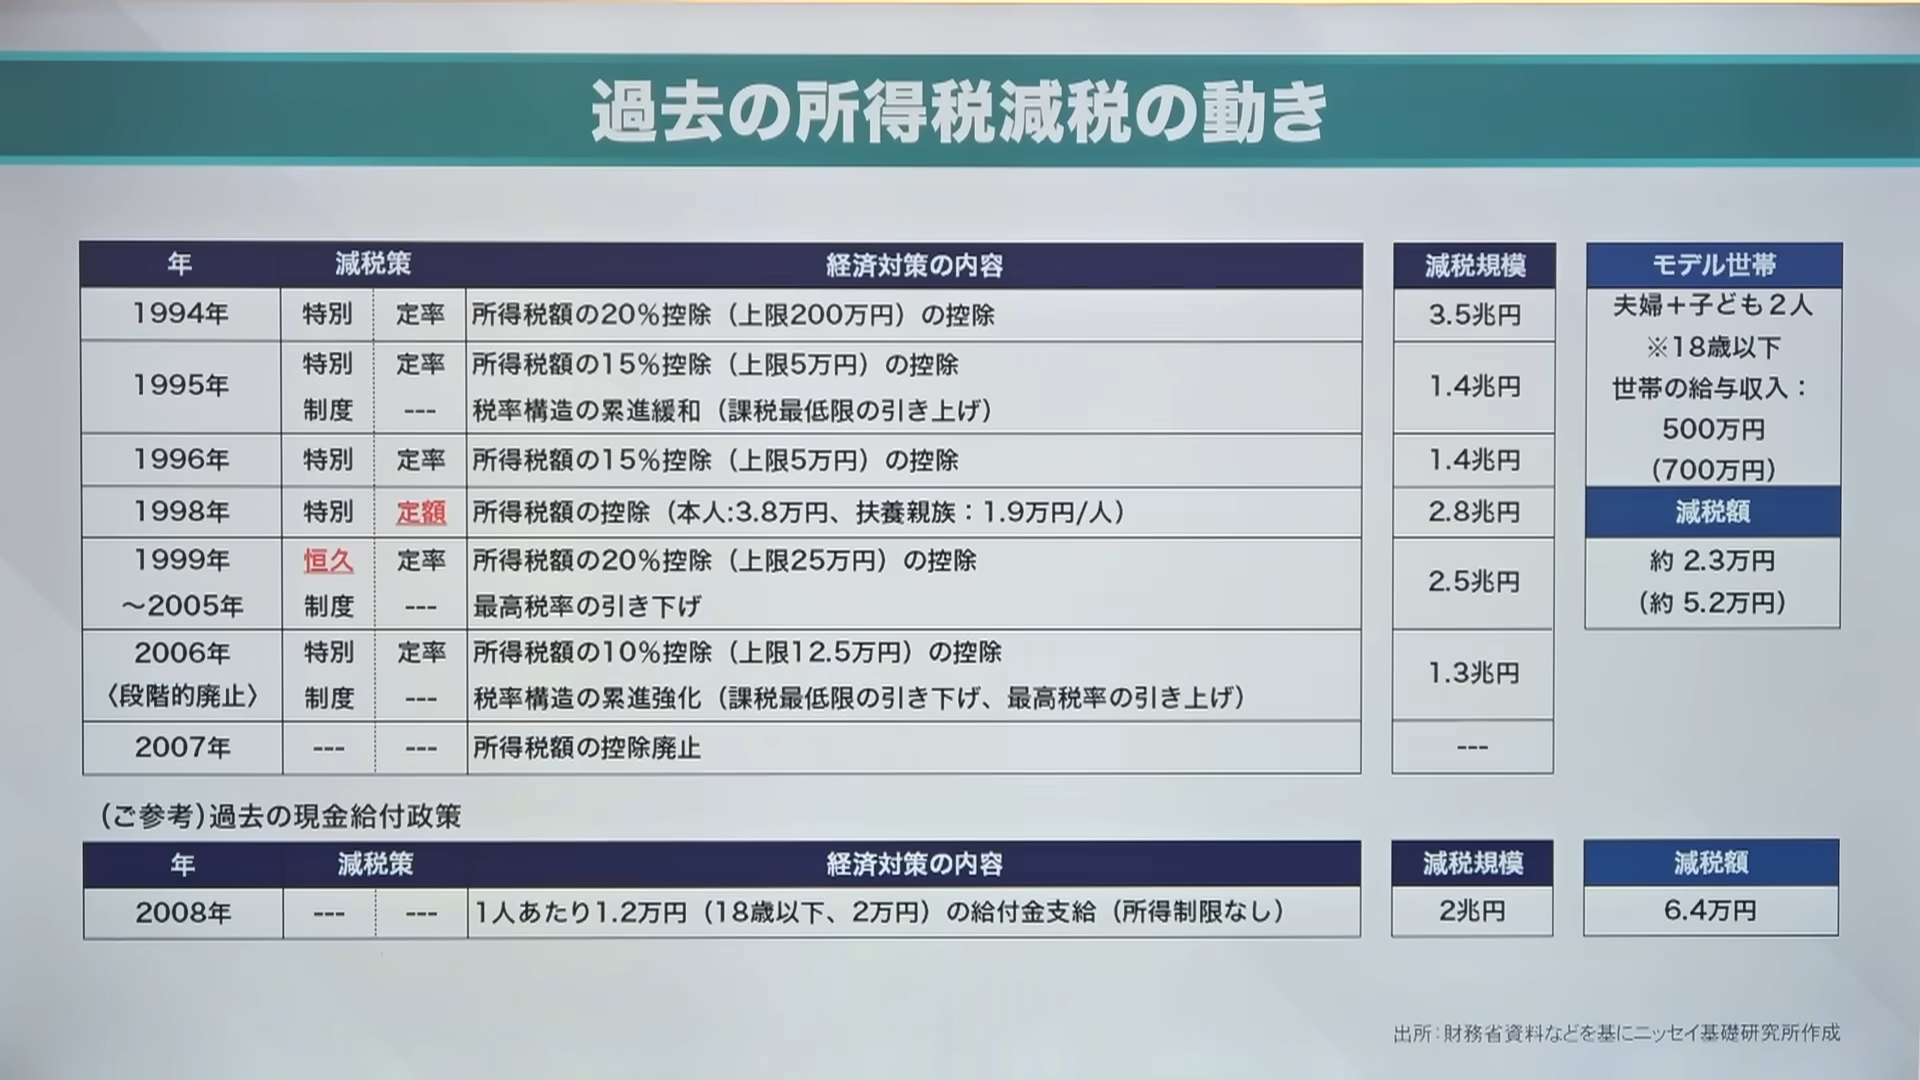 過去の所得税減税の動き
年 減税策 経済対策の内容 減税規模
1994年 特別 定率 所得税額の20%控除（上限200万円）の控除 3.5兆円
1995年 特別 定率 所得税額の15%控除（上限5万円）の控除 1.4兆円
制度 --- 税率構造の累進緩和（課税最低限の引き上げ）
1996年 特別 定率 所得税額の15%控除（上限5万円）の控除 1.4兆円
1998年 特別 定額 所得税額の控除（本人:3.8万円、扶養親族：1.9万円/人） 2.8兆円
1999年 恒久 定率 所得税額の20%控除（上限25万円）の控除 2.5兆円
～2005年 制度 --- 最高税率の引き下げ
2006年 特別 定率 所得税額の10%控除（上限12.5万円）の控除 1.3兆円
〈段階的廃止〉 制度 --- 税率構造の累進強化（課税最低限の引き下げ、最高税率の引き上げ）
2007年 --- --- 所得税額の控除廃止 ---
モデル世帯
夫婦＋子ども２人
※18歳以下
世帯の給与収入：
500万円
（700万円）
減税額
約 2.3万円
（約 5.2万円）
（ご参考）過去の現金給付政策
年 減税策 経済対策の内容 減税規模 減税額
2008年 --- --- 1人あたり1.2万円（18歳以下、2万円）の給付金支給（所得制限なし） 2兆円 6.4万円
出所：財務省資料などを基にニッセイ基礎研究所作成